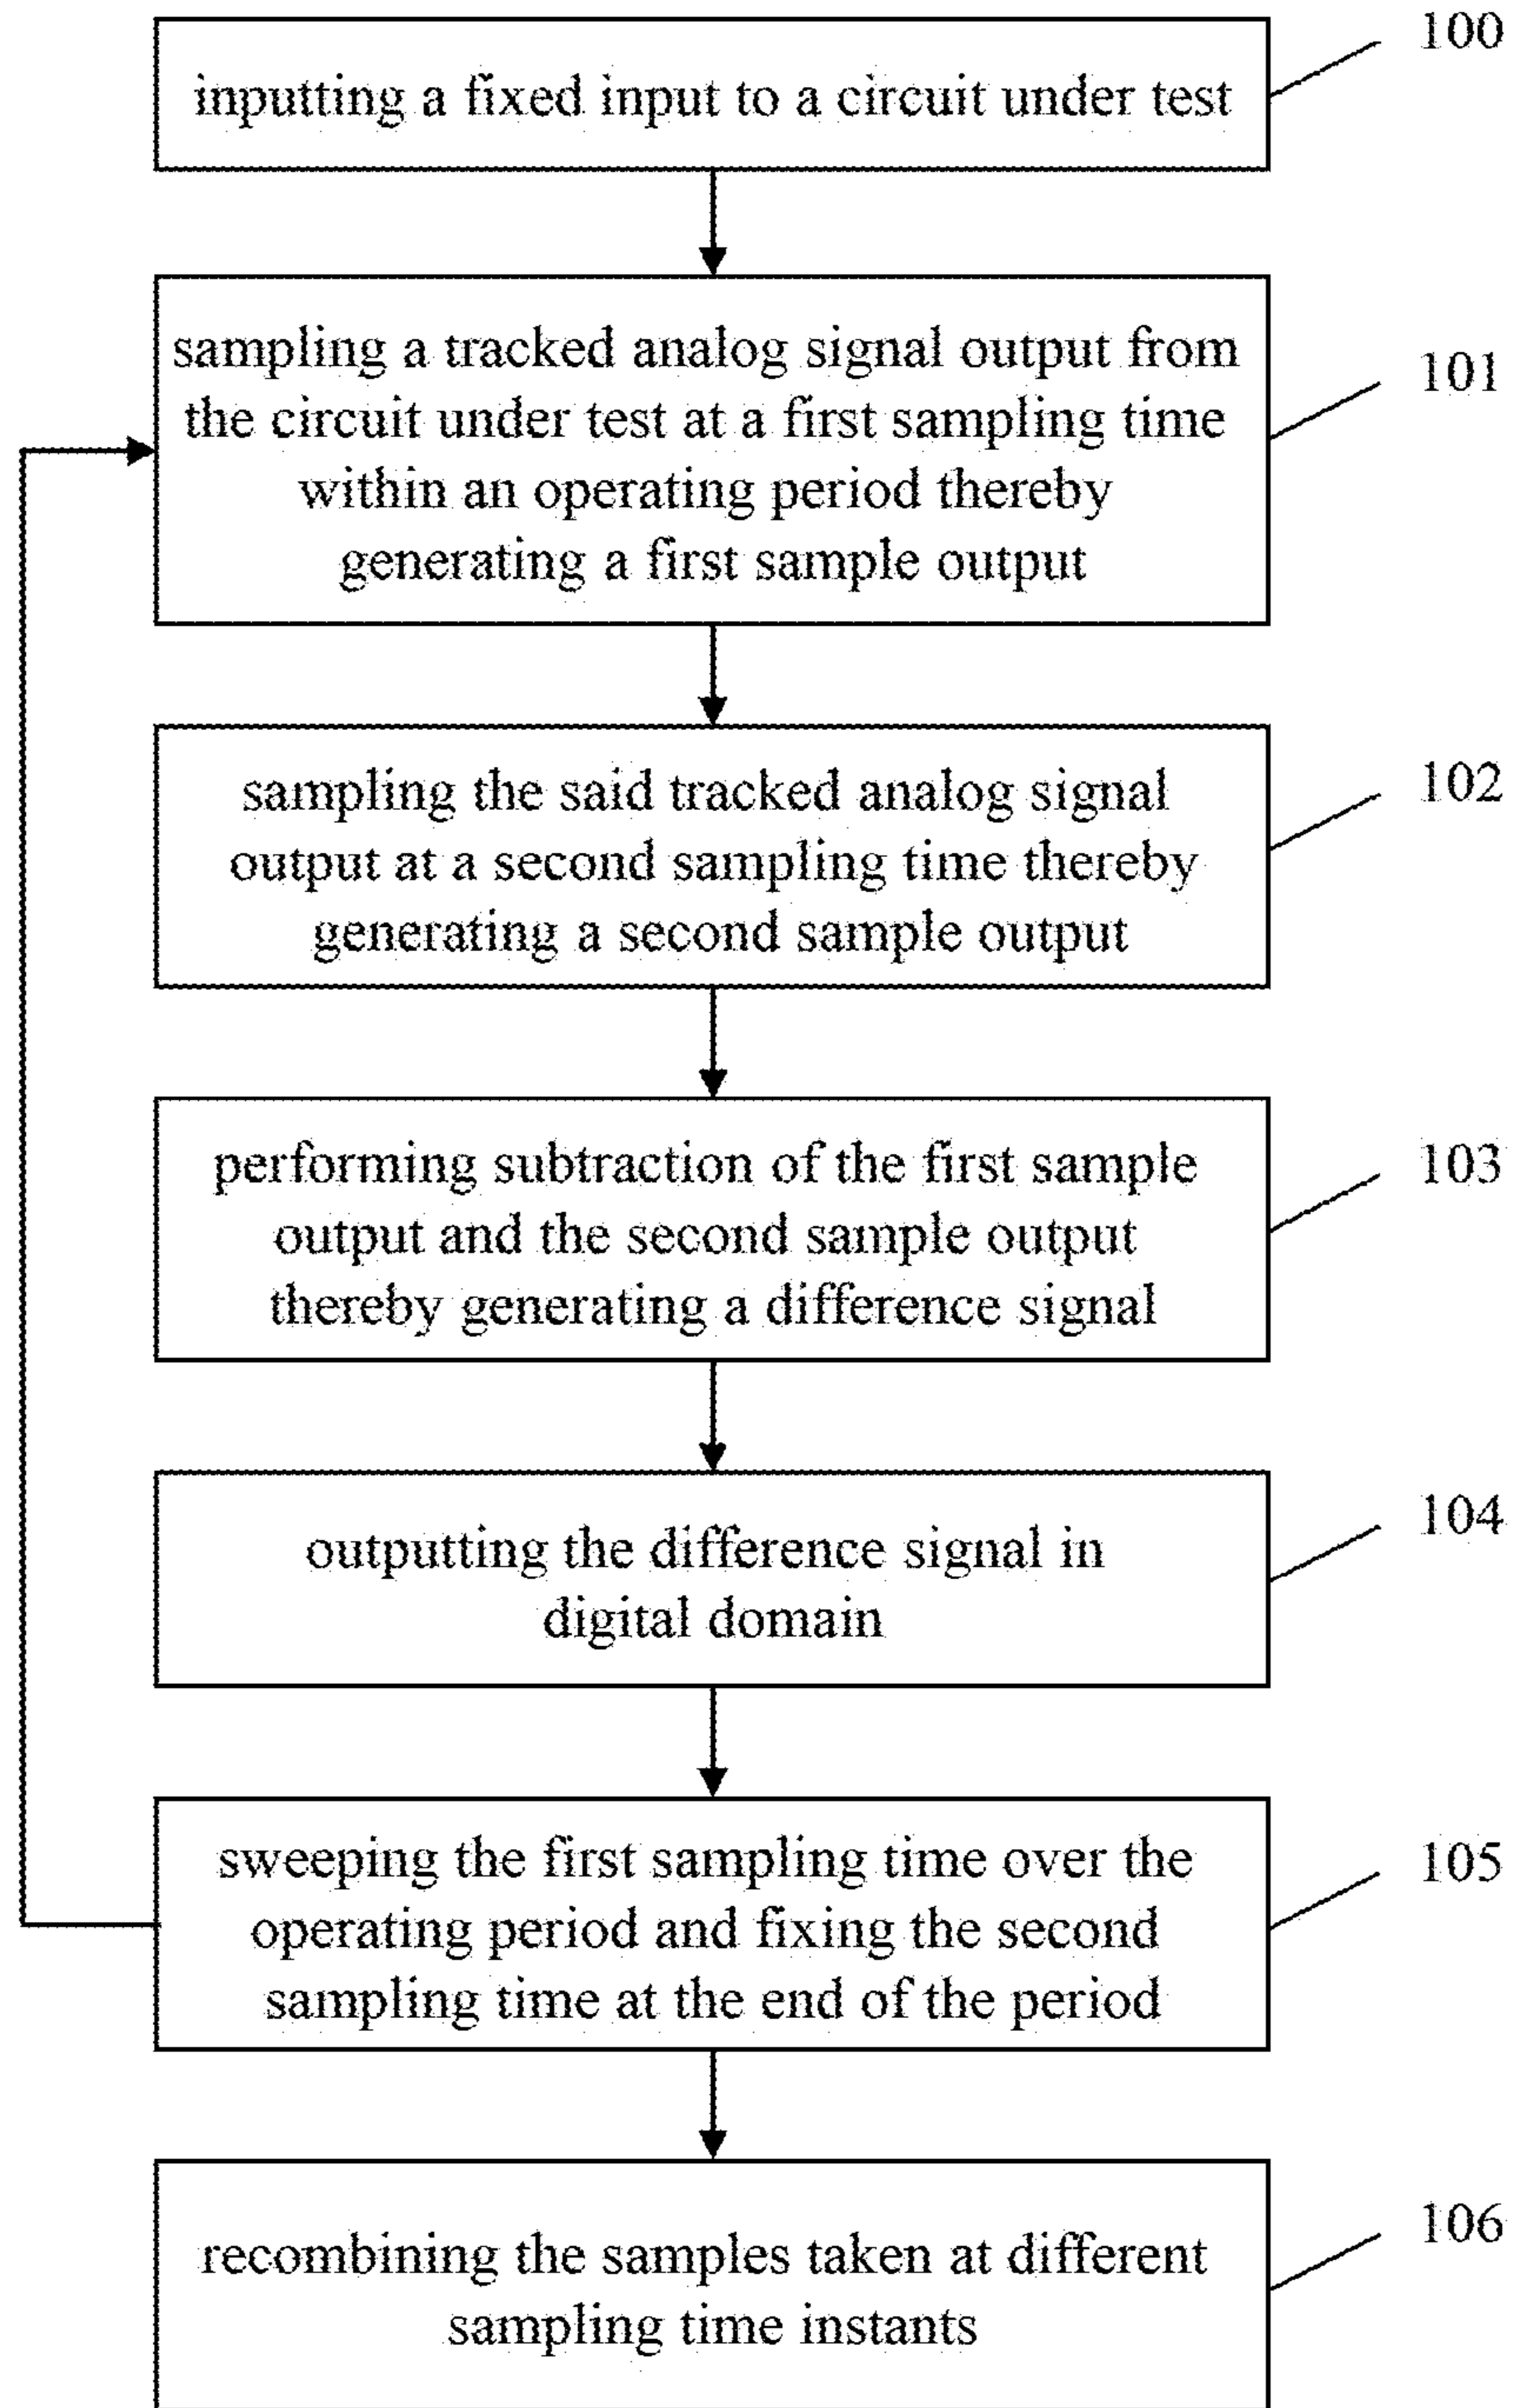 100
inputting a fixed input to a circuit under test
sampling a tracked analog signal output from
the circuit under test at a first sampling time
within an operating period thereby
generating a first sample output
101
sampling the said tracked analog signal
output at a second sampling time thereby
generating a second sample output
102
performing subtraction of the first sample
output and the second sample output
thereby generating a difference signal
103
outputting the difference signal in
digital domain
104
sweeping the first sampling time over the
operating period and fixing the second
sampling time at the end of the period
105
recombining the samples taken at different
sampling time instants
106